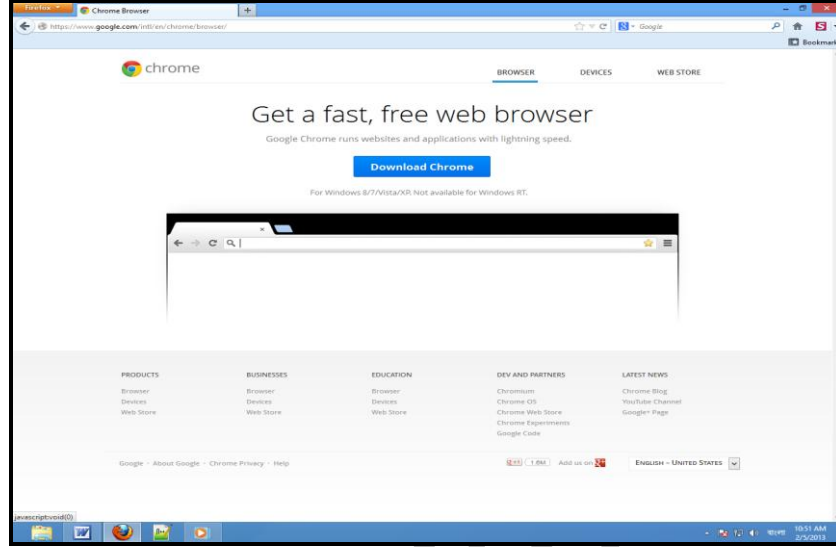 Firefox
Chrome Browser
https://www.google.com/intl/en/chrome/browser/
Google
Bookmark
chrome
BROWSER DEVICES WEB STORE
Get a fast, free web browser
Google Chrome runs websites and applications with lightning speed.
Download Chrome
For Windows 8/7/Vista/XP. Not available for Windows RT.
PRODUCTS BUSINESSES EDUCATION DEV AND PARTNERS LATEST NEWS
Browser Browser Browser Chromium Chrome Blog
Devices Devices Devices Chrome OS YouTube Channel
Web Store Web Store Web Store Chrome Web Store Google+ Page
Chrome Experiments
Google Code
Google · About Google · Chrome Privacy · Help
+1 1.6M Add us on
ENGLISH – UNITED STATES
javascript:void(0)
বাংলা
10:51 AM
2/5/2013